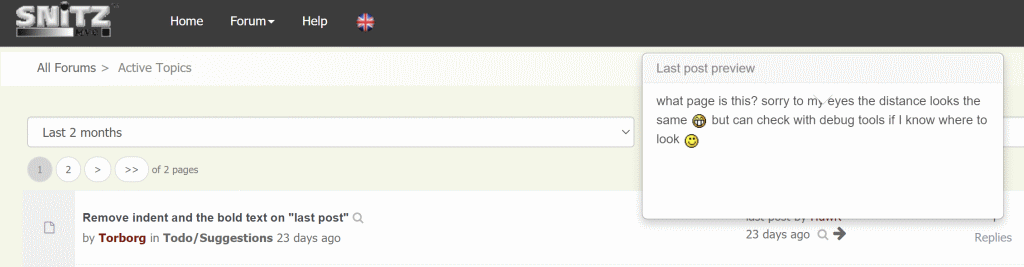 SNiTZ
Home Forum Help
All Forums > Active Topics
Last post preview
what page is this? sorry to my eyes the distance looks the
same but can check with debug tools if I know where to
look
Last 2 months
1 2 > >> of 2 pages
Remove indent and the bold text on "last post"
by Torborg in Todo/Suggestions 23 days ago
last post by HawK
23 days ago
Replies